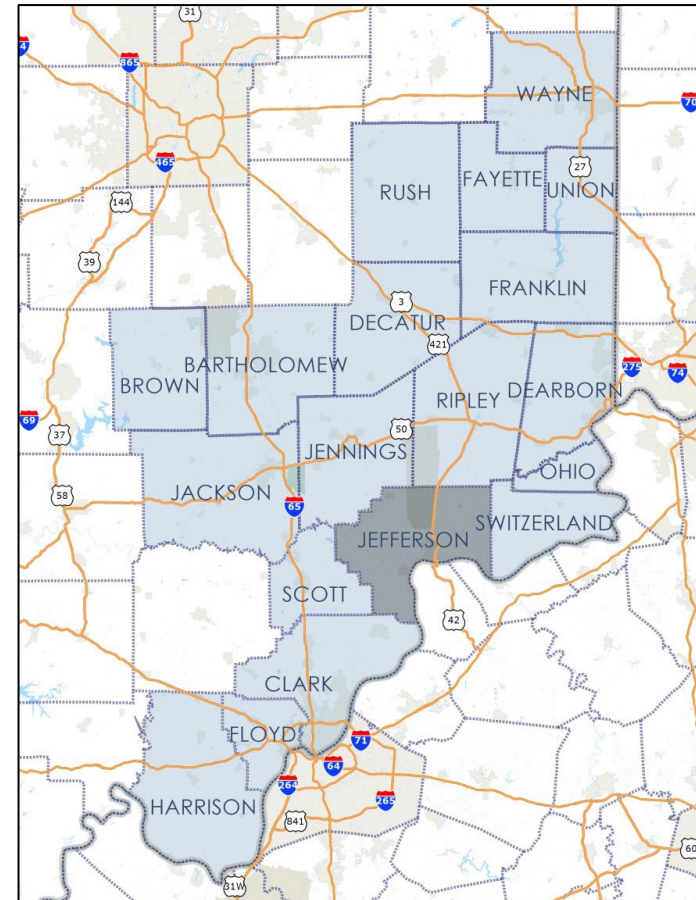 31
4
865
WAYNE
70
465
27
RUSH
FAYETTE
UNION
144
39
FRANKLIN
3
DECATUR
421
BARTHOLOMEW
BROWN
RIPLEY
DEARBORN
275
74
69
37
50
JENNINGS
OHIO
58
JACKSON
65
SWITZERLAND
JEFFERSON
SCOTT
42
CLARK
FLOYD
71
64
264
265
HARRISON
841
60
31W